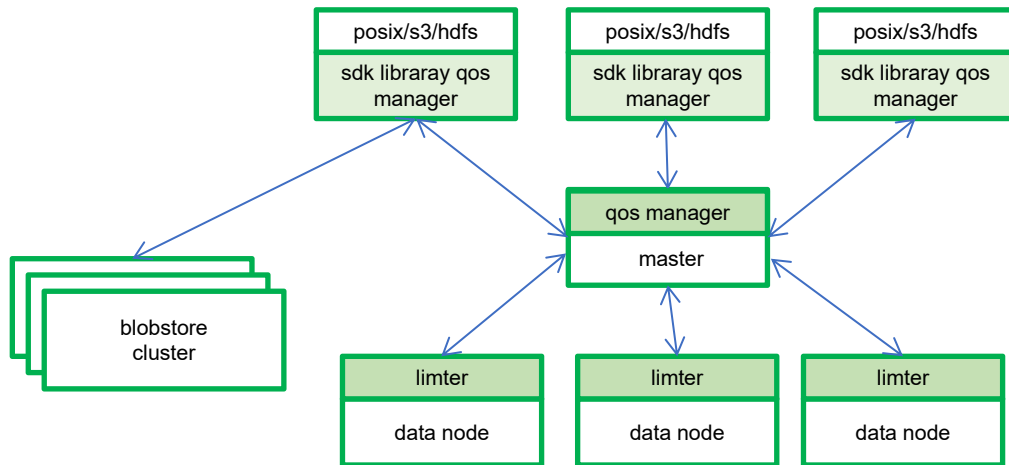 posix/s3/hdfs
sdk libraray qos
manager
posix/s3/hdfs
sdk libraray qos
manager
posix/s3/hdfs
sdk libraray qos
manager
qos manager
master
blobstore
cluster
limter
data node
limter
data node
limter
data node